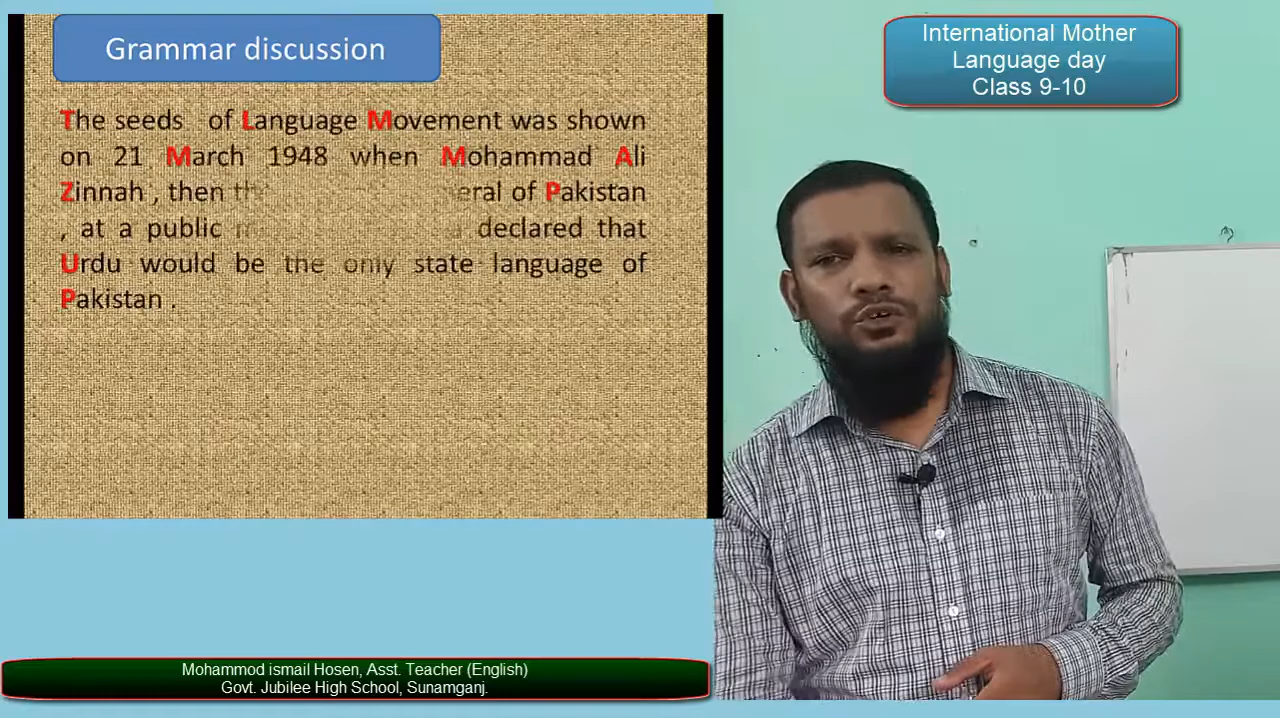 Grammar discussion
The seeds of Language Movement was shown
on 21 March 1948 when Mohammad Ali
Zinnah , then of Pakistan
, at a public declared that
Urdu would be the only state language of
Pakistan .
International Mother
Language day
Class 9-10
Mohammod ismail Hosen, Asst. Teacher (English)
Govt. Jubilee High School, Sunamganj.